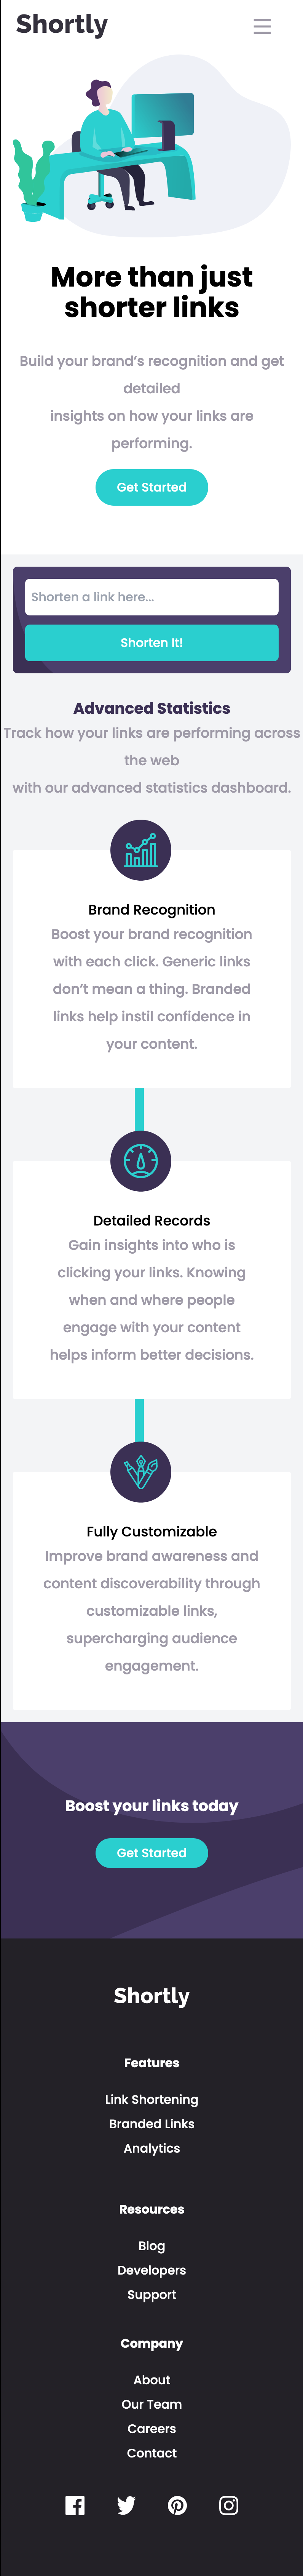 Shortly
More than just
shorter links
Build your brand’s recognition and get
detailed
insights on how your links are
performing.
Get Started
Shorten a link here...
Shorten It!
Advanced Statistics
Track how your links are performing across
the web
with our advanced statistics dashboard.
Brand Recognition
Boost your brand recognition
with each click. Generic links
don’t mean a thing. Branded
links help instil confidence in
your content.
Detailed Records
Gain insights into who is
clicking your links. Knowing
when and where people
engage with your content
helps inform better decisions.
Fully Customizable
Improve brand awareness and
content discoverability through
customizable links,
supercharging audience
engagement.
Boost your links today
Get Started
Shortly
Features
Link Shortening
Branded Links
Analytics
Resources
Blog
Developers
Support
Company
About
Our Team
Careers
Contact